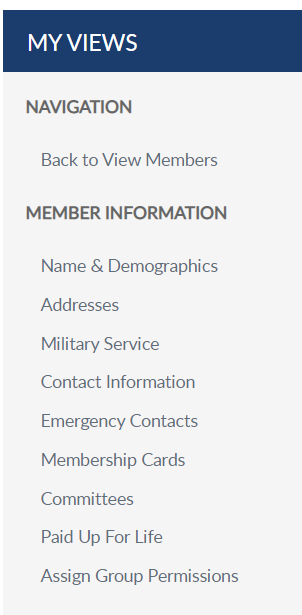 MY VIEWS
NAVIGATION
Back to View Members
MEMBER INFORMATION
Name & Demographics
Addresses
Military Service
Contact Information
Emergency Contacts
Membership Cards
Committees
Paid Up For Life
Assign Group Permissions